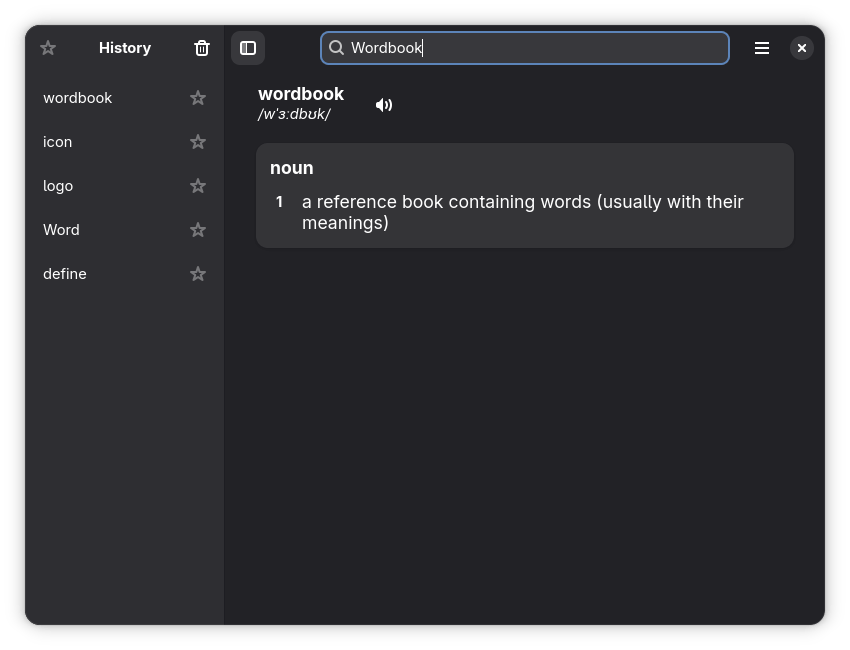 History
Wordbook
wordbook
icon
logo
Word
define
wordbook
/wˈɜːdbʊk/
noun
1 a reference book containing words (usually with their
meanings)